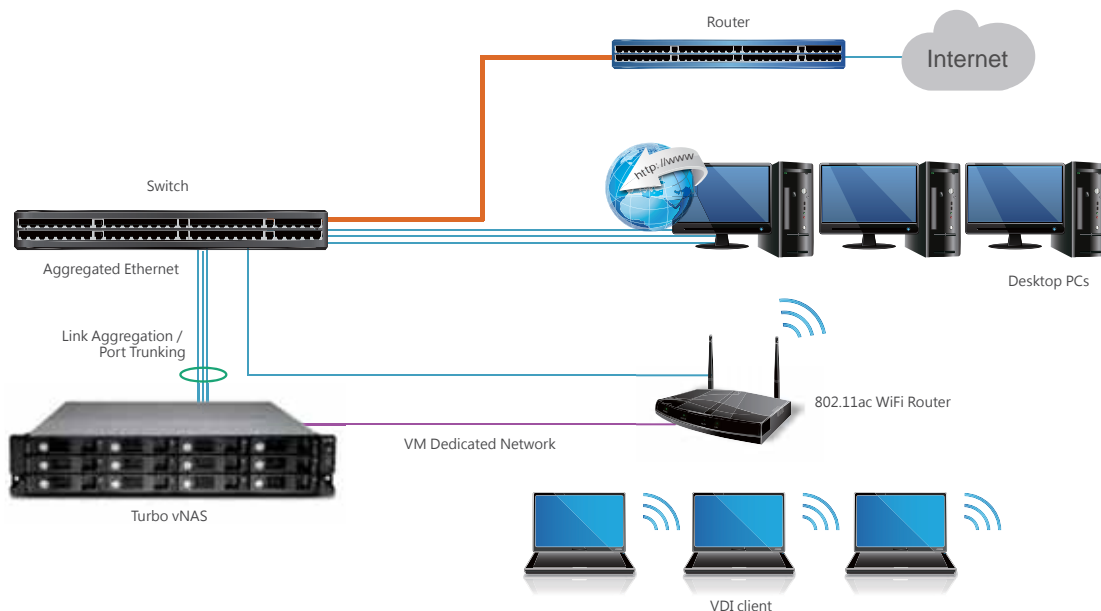 Router
Internet
http://www
Switch
Aggregated Ethernet
Desktop PCs
Link Aggregation /
Port Trunking
802.11ac WiFi Router
VM Dedicated Network
Turbo vNAS
VDI client